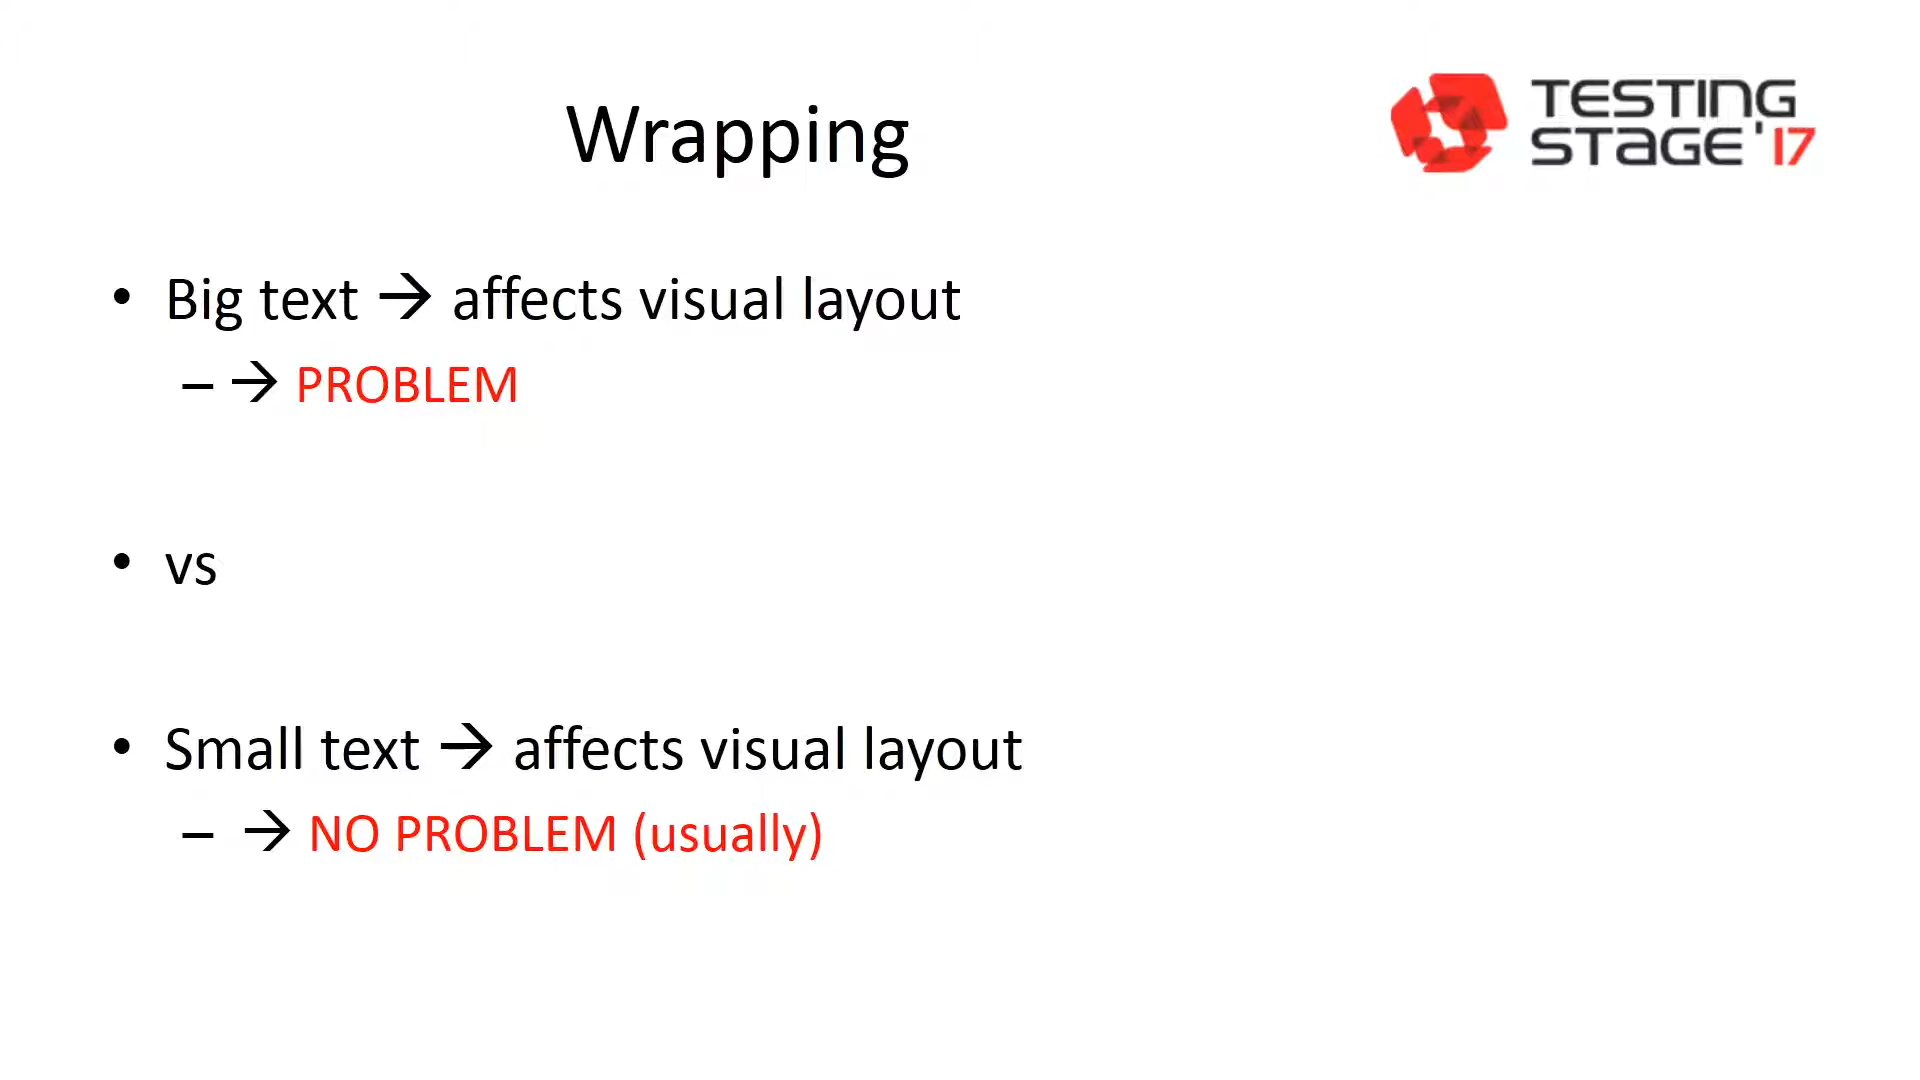 Wrapping
TESTING
STAGE '17
• Big text → affects visual layout
– → PROBLEM
• vs
• Small text → affects visual layout
– → NO PROBLEM (usually)